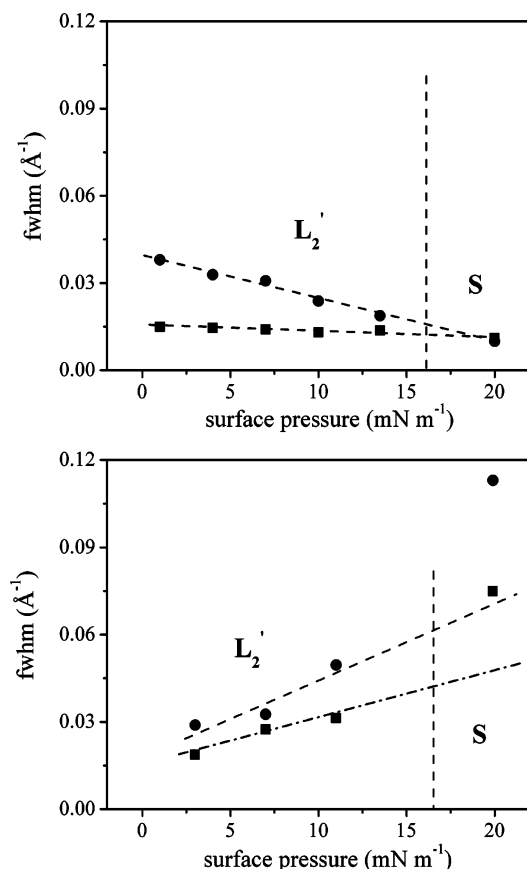 0.12
0.09
0.06
0.03
0.00
fwhm (Å⁻¹)
L₂'
S
0 5 10 15 20
surface pressure (mN m⁻¹)
0.12
0.09
0.06
0.03
0.00
fwhm (Å⁻¹)
L₂'
S
0 5 10 15 20
surface pressure (mN m⁻¹)